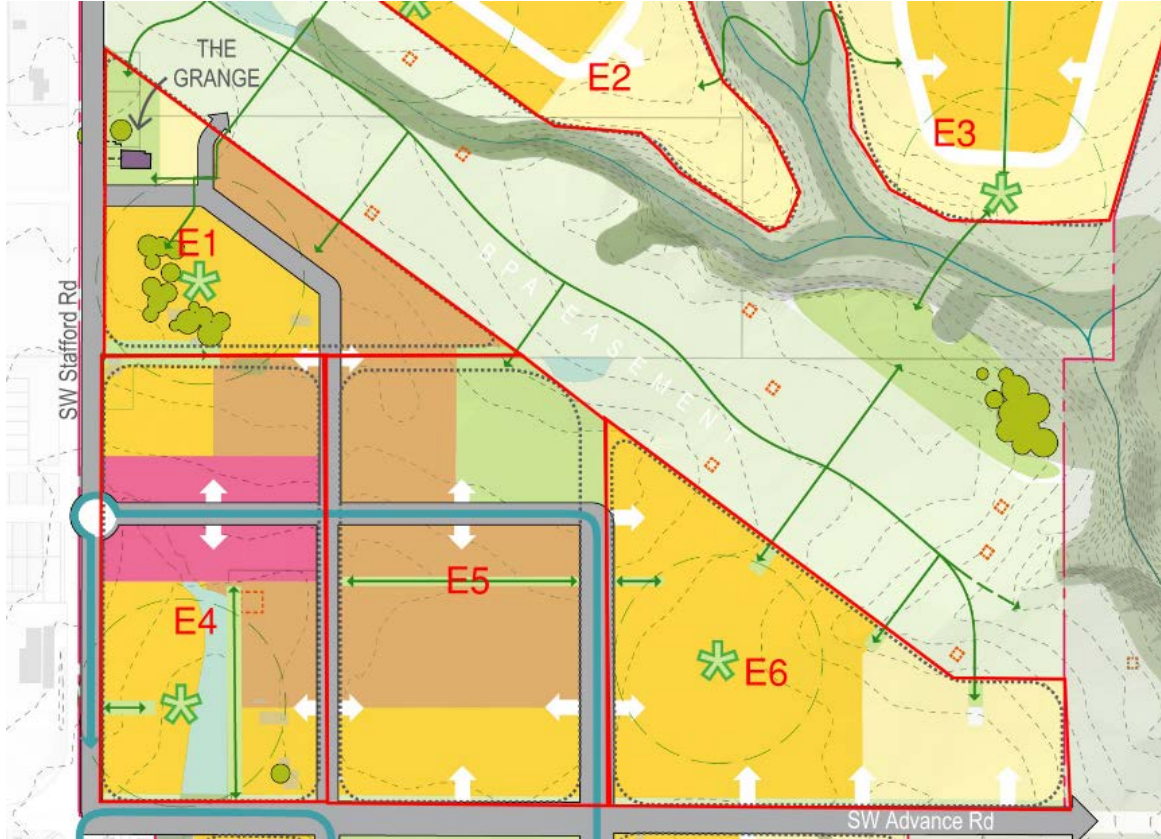 THE
GRANGE
E2
E3
E1
BPA EASEMENT
SW Stafford Rd
E5
E4
E6
SW Advance Rd